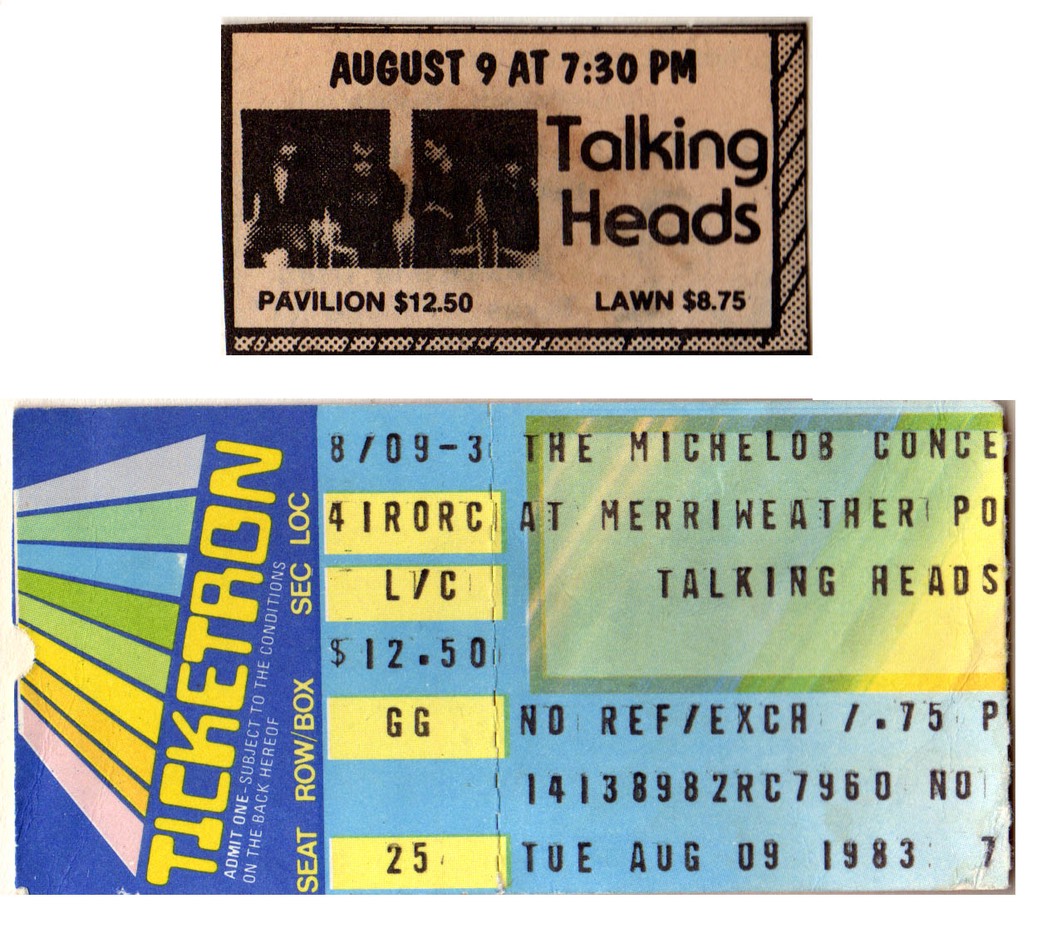 AUGUST 9 AT 7:30 PM
Talking
Heads
PAVILION $12.50
LAWN $8.75
TICKETRON
ADMIT ONE-SUBJECT TO THE CONDITIONS
ON THE BACK HEREOF
SEAT ROW/BOX SEC LOC
8/09-3 THE MICHELOB CONCE
41RORC AT MERRIWEATHER PO
L/C TALKING HEADS
$12.50
GG NO REF/EXCH /.75 P
14138982RC7960 NO
25 TUE AUG 09 1983 7